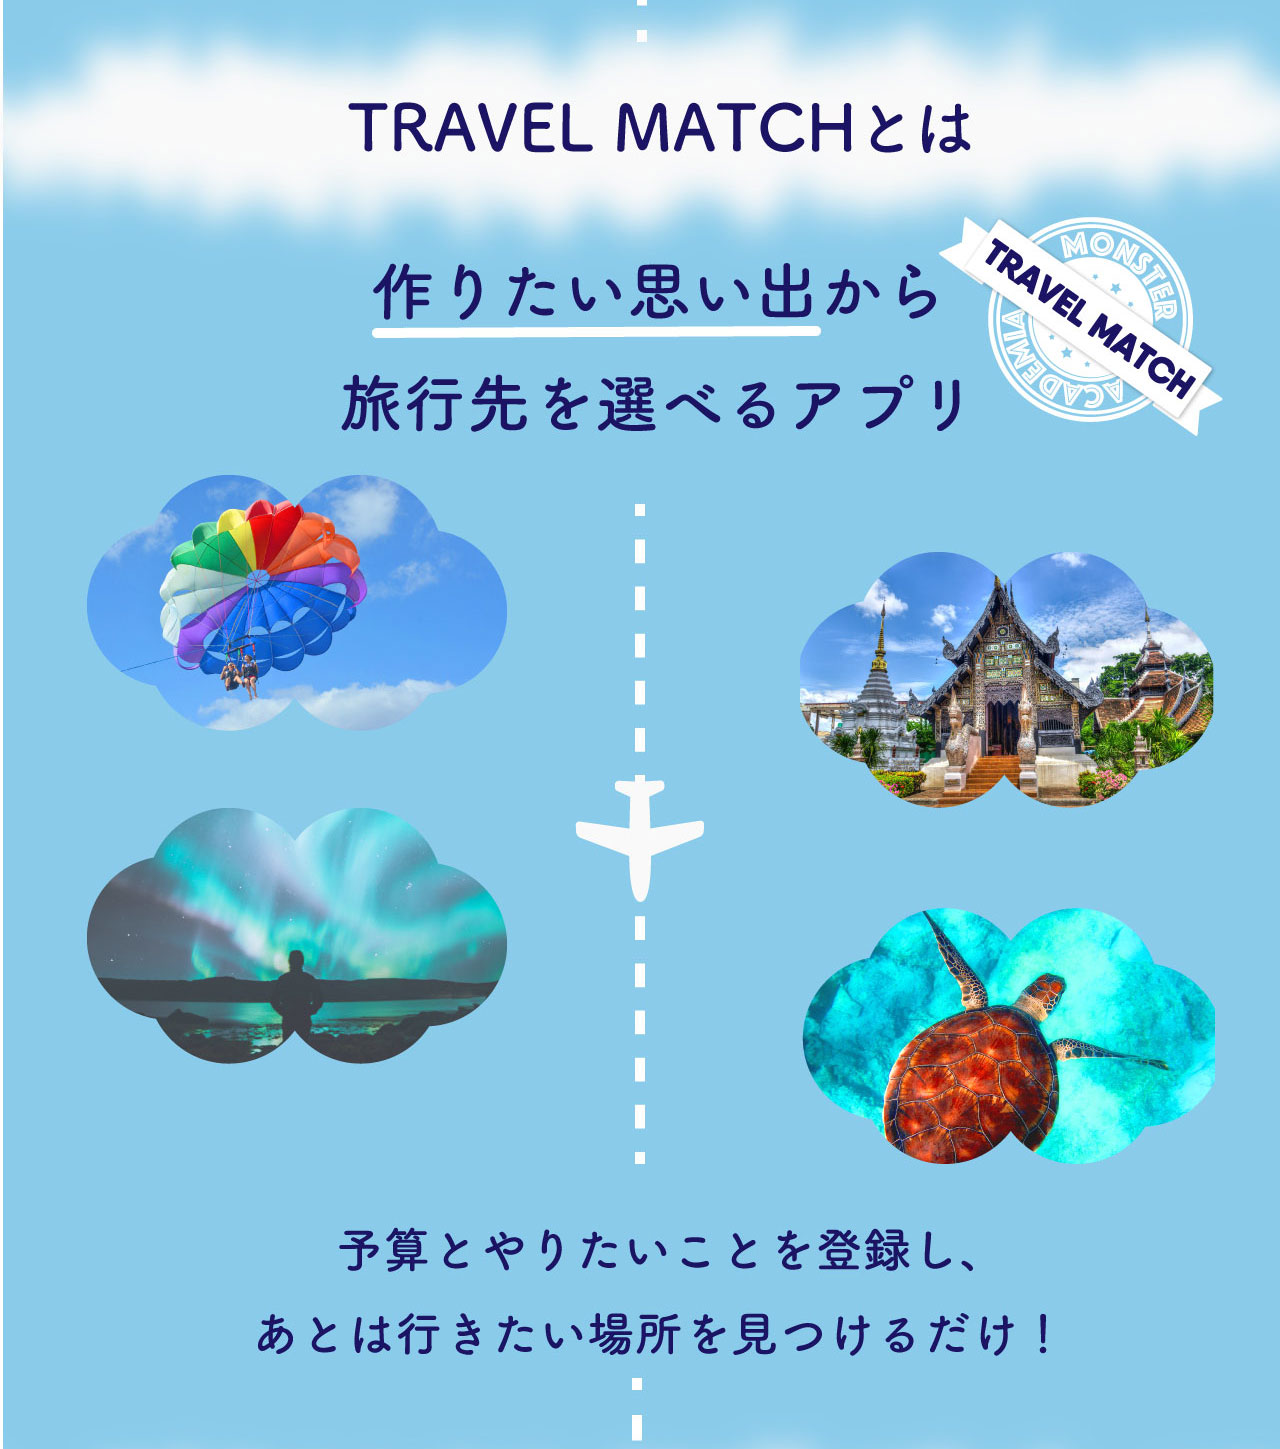 TRAVEL MATCHとは
作りたい思い出から
旅行先を選べるアプリ
MONSTER
TRAVEL MATCH
ACADEMIA
予算とやりたいことを登録し、
あとは行きたい場所を見つけるだけ！